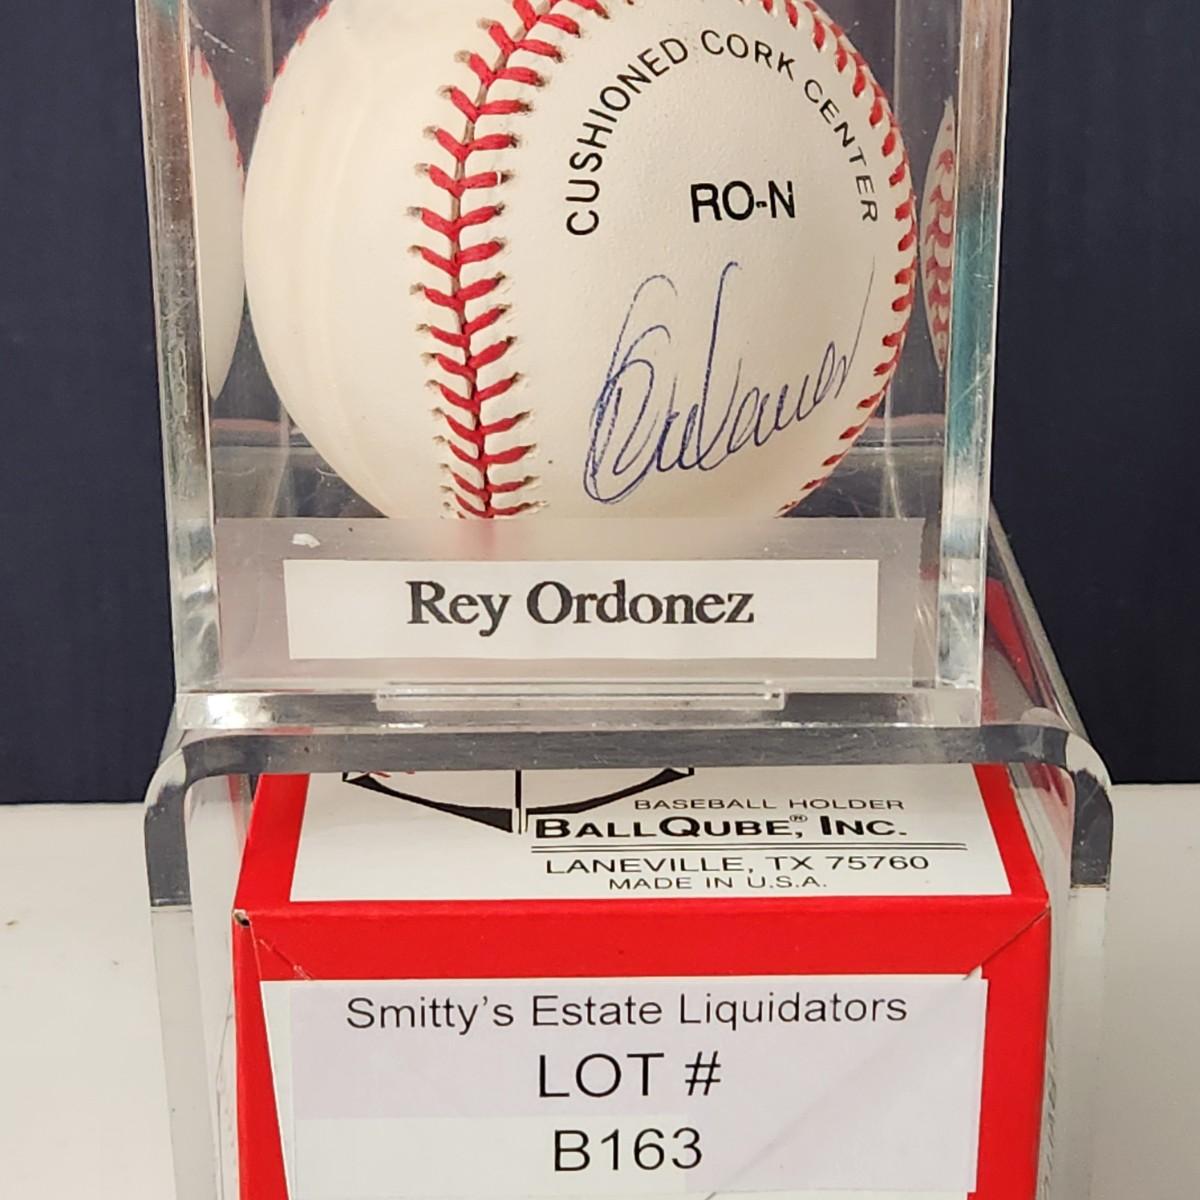 CUSHIONED CORK CENTER
RO-N
Rey Ordonez
BASEBALL HOLDER
BALLQUBE,® INC.
LANEVILLE, TX 75760
MADE IN U.S.A.
Smitty's Estate Liquidators
LOT #
B163